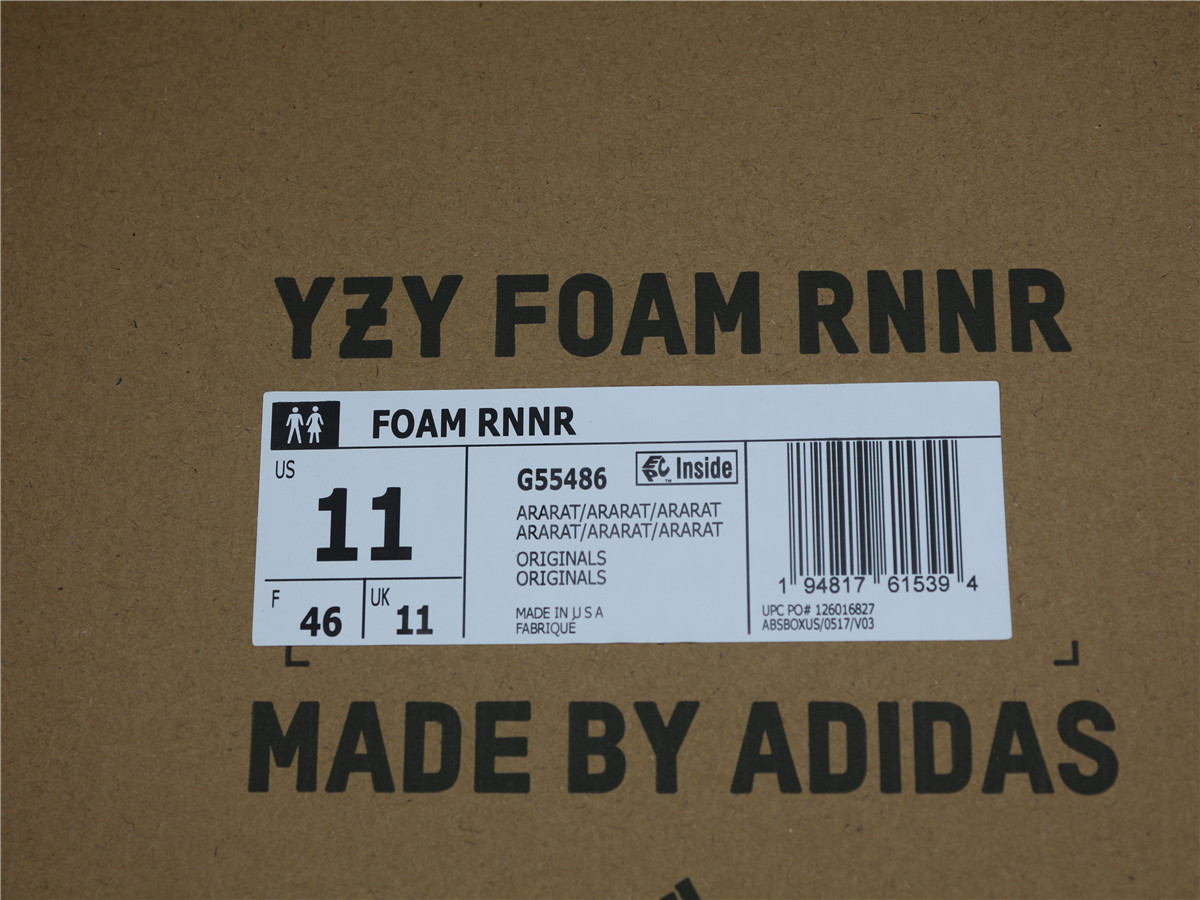 YZY FOAM RNNR
FOAM RNNR
US
11
F
46
UK
11
G55486
EPC™ Inside
ARARAT/ARARAT/ARARAT
ARARAT/ARARAT/ARARAT
ORIGINALS
ORIGINALS
MADE IN U S A
FABRIQUÉ
1 94817 61539 4
UPC PO# 126016827
ABSBOXUS/0517/V03
MADE BY ADIDAS